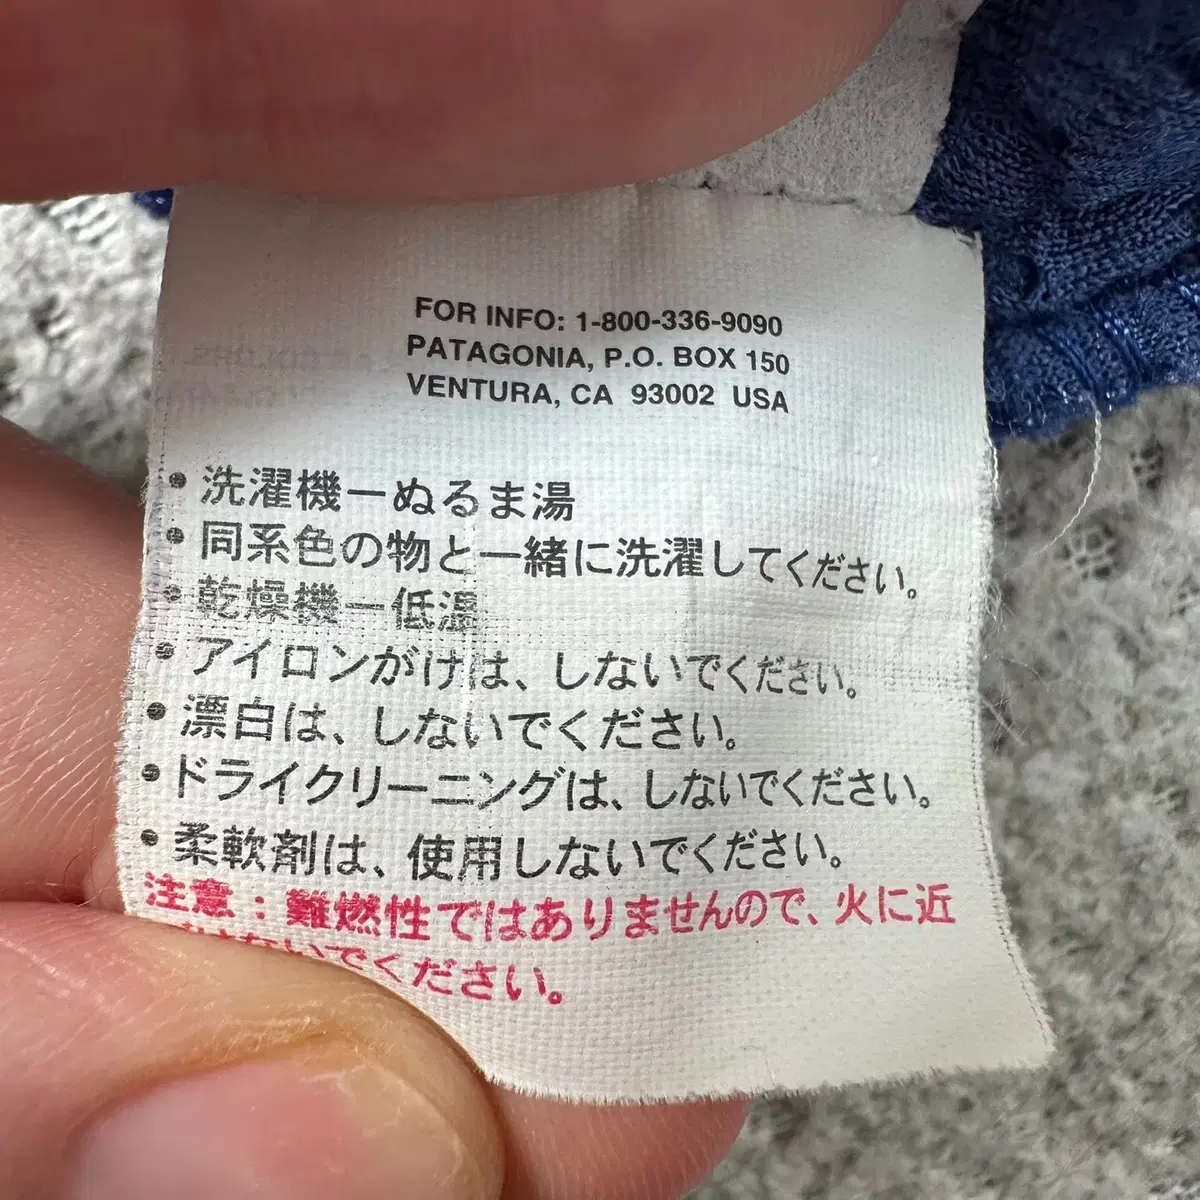 FOR INFO: 1-800-336-9090
PATAGONIA, P.O. BOX 150
VENTURA, CA 93002 USA
• 洗濯機ーぬるま湯
• 同系色の物と一緒に洗濯してください。
• 乾燥機ー低温
• アイロンがけは、しないでください。
• 漂白は、しないでください。
• ドライクリーニングは、しないでください。
• 柔軟剤は、使用しないでください。
注意：難燃性ではありませんので、火に近
けないでください。